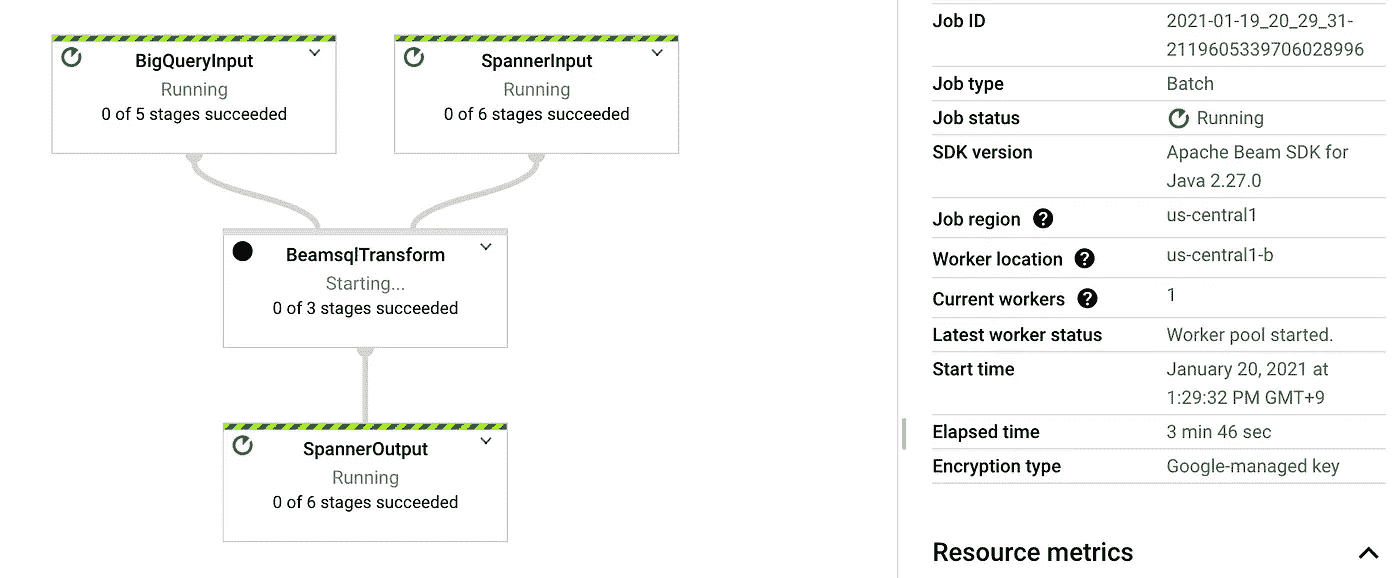 BigQueryInput
Running
0 of 5 stages succeeded
SpannerInput
Running
0 of 6 stages succeeded
BeamsqlTransform
Starting...
0 of 3 stages succeeded
SpannerOutput
Running
0 of 6 stages succeeded
Job ID 2021-01-19_20_29_31-
2119605339706028996
Job type Batch
Job status Running
SDK version Apache Beam SDK for
Java 2.27.0
Job region ? us-central1
Worker location ? us-central1-b
Current workers ? 1
Latest worker status Worker pool started.
Start time January 20, 2021 at
1:29:32 PM GMT+9
Elapsed time 3 min 46 sec
Encryption type Google-managed key
Resource metrics